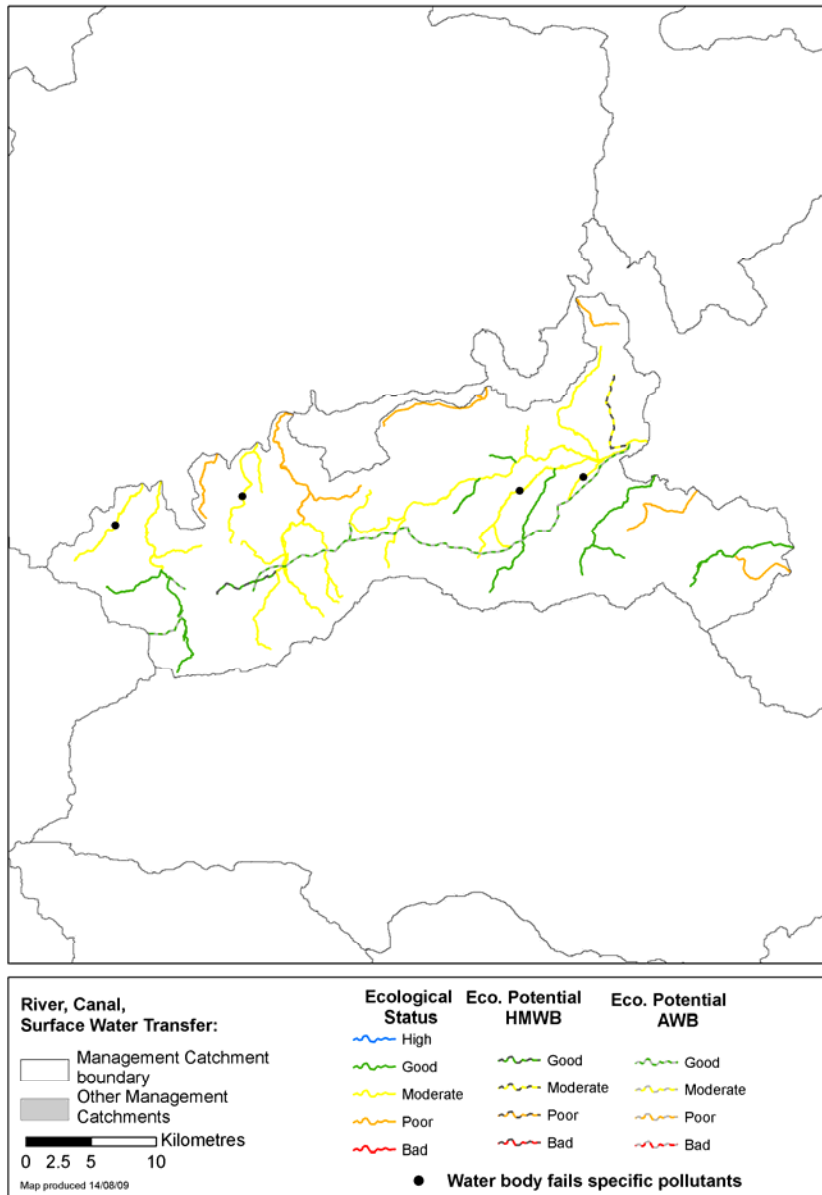 River, Canal,
Surface Water Transfer:
Management Catchment
boundary
Other Management
Catchments
Kilometres
0 2.5 5 10
Map produced 14/08/09
Ecological
Status
High
Good
Moderate
Poor
Bad
Eco. Potential
HMWB
Good
Moderate
Poor
Bad
Eco. Potential
AWB
Good
Moderate
Poor
Bad
Water body fails specific pollutants